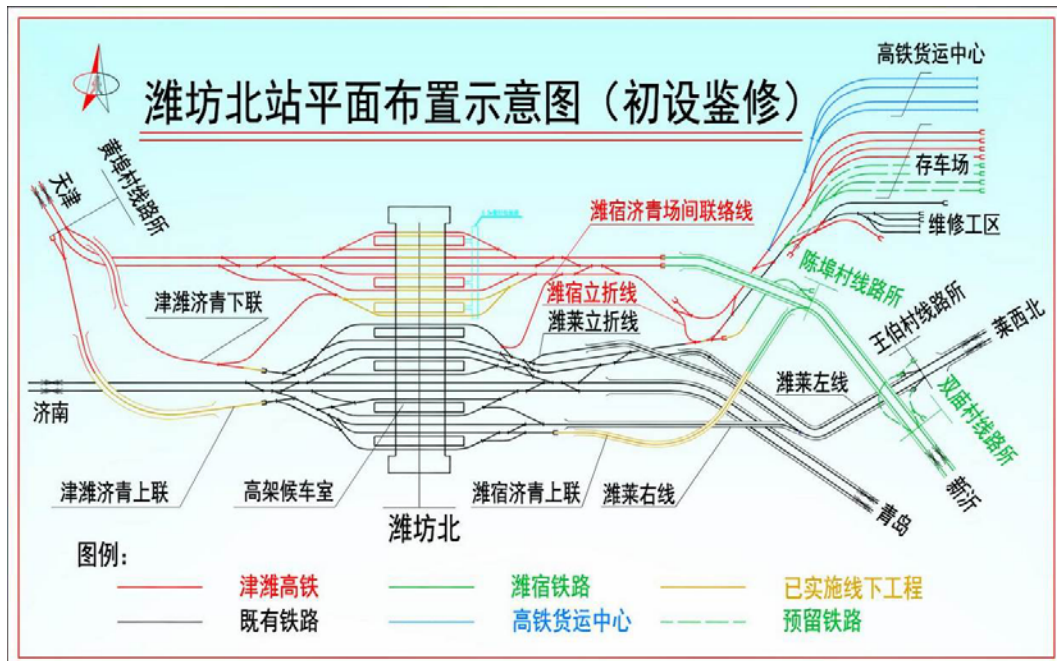 潍坊北站平面布置示意图（初设鉴修）
高铁货运中心
存车场
维修工区
天津
黄埠村线路所
潍宿济青场间联络线
陈埠村线路所
潍宿立折线
津潍济青下联
潍莱立折线
王伯村线路所
莱西北
济南
潍莱左线
双庙村线路所
津潍济青上联
高架候车室
潍坊北
潍宿济青上联
潍莱右线
青岛
新沂
图例：
津潍高铁
潍宿铁路
已实施线下工程
既有铁路
高铁货运中心
预留铁路